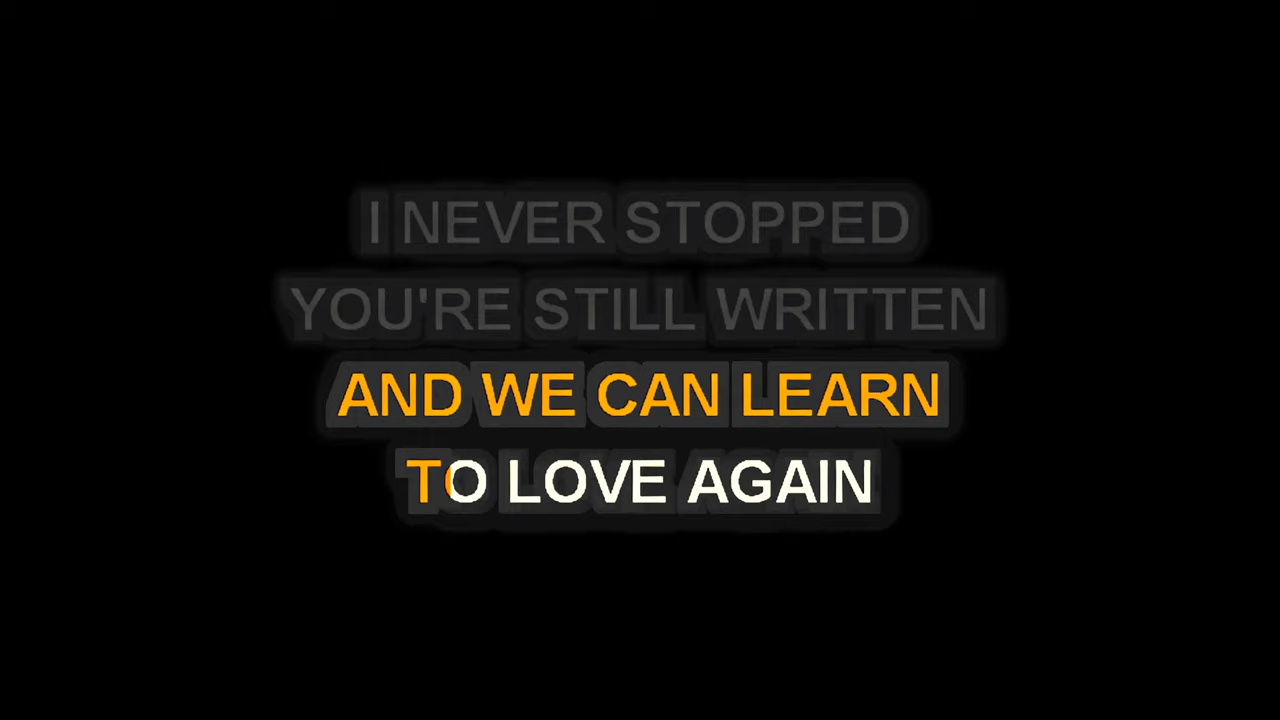 I NEVER STOPPED
YOU'RE STILL WRITTEN
AND WE CAN LEARN
TO LOVE AGAIN